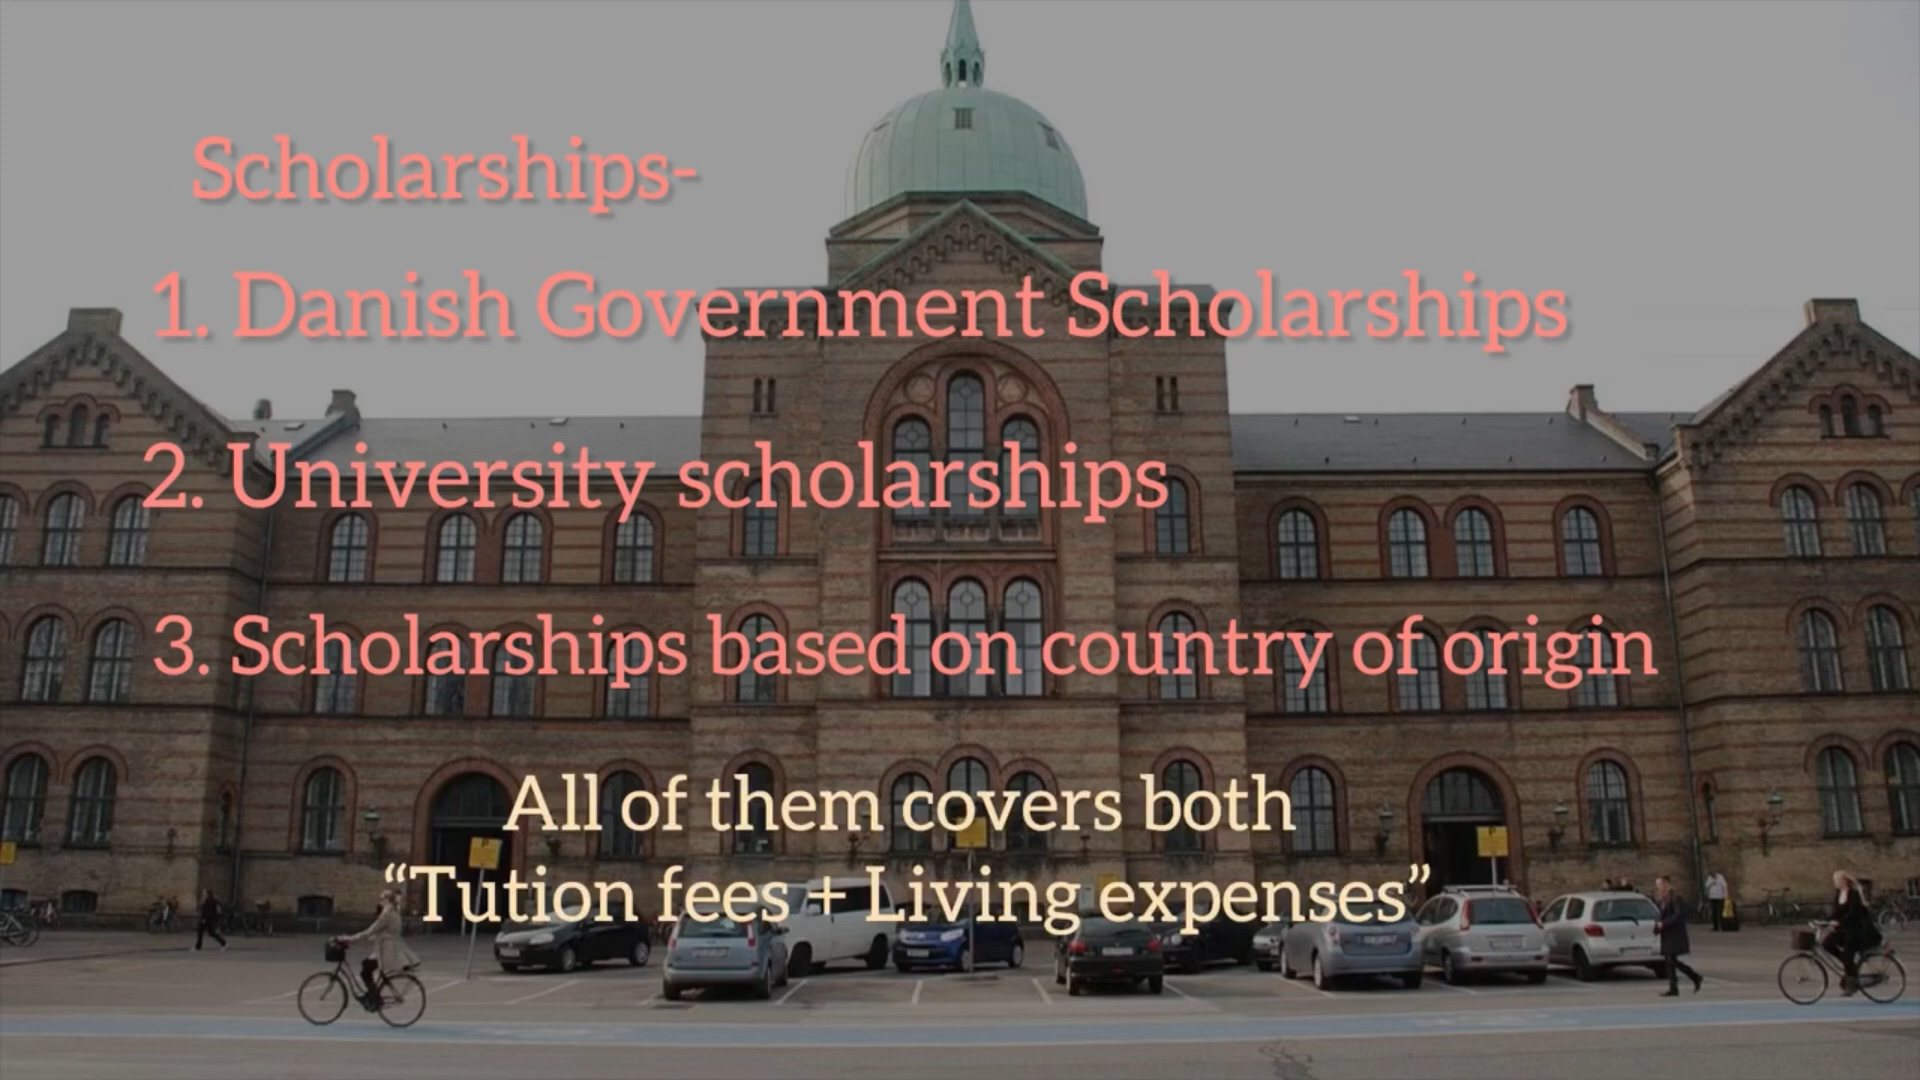 Scholarships-
1. Danish Government Scholarships
2. University scholarships
3. Scholarships based on country of origin
All of them covers both
“Tution fees + Living expenses”